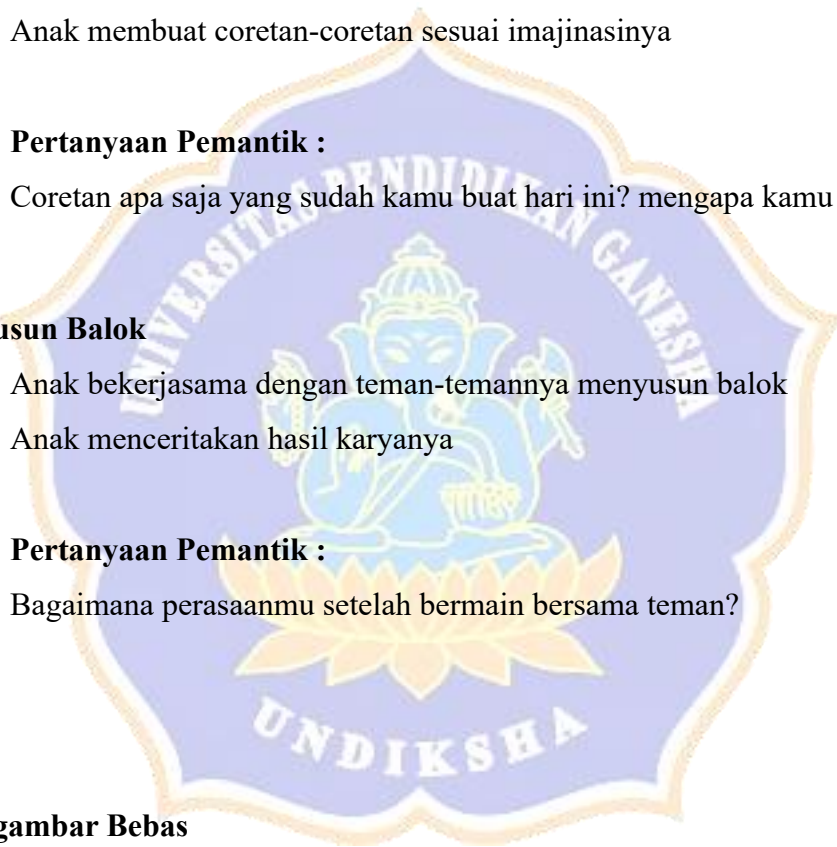 Anak membuat coretan-coretan sesuai imajinasinya
Pertanyaan Pemantik :
Coretan apa saja yang sudah kamu buat hari ini? mengapa kamu
usun Balok
Anak bekerjasama dengan teman-temannya menyusun balok
Anak menceritakan hasil karyanya
Pertanyaan Pemantik :
Bagaimana perasaanmu setelah bermain bersama teman?
gambar Bebas
UNIVERSITAS PENDIDIKAN GANESHA
UNDIKSHA